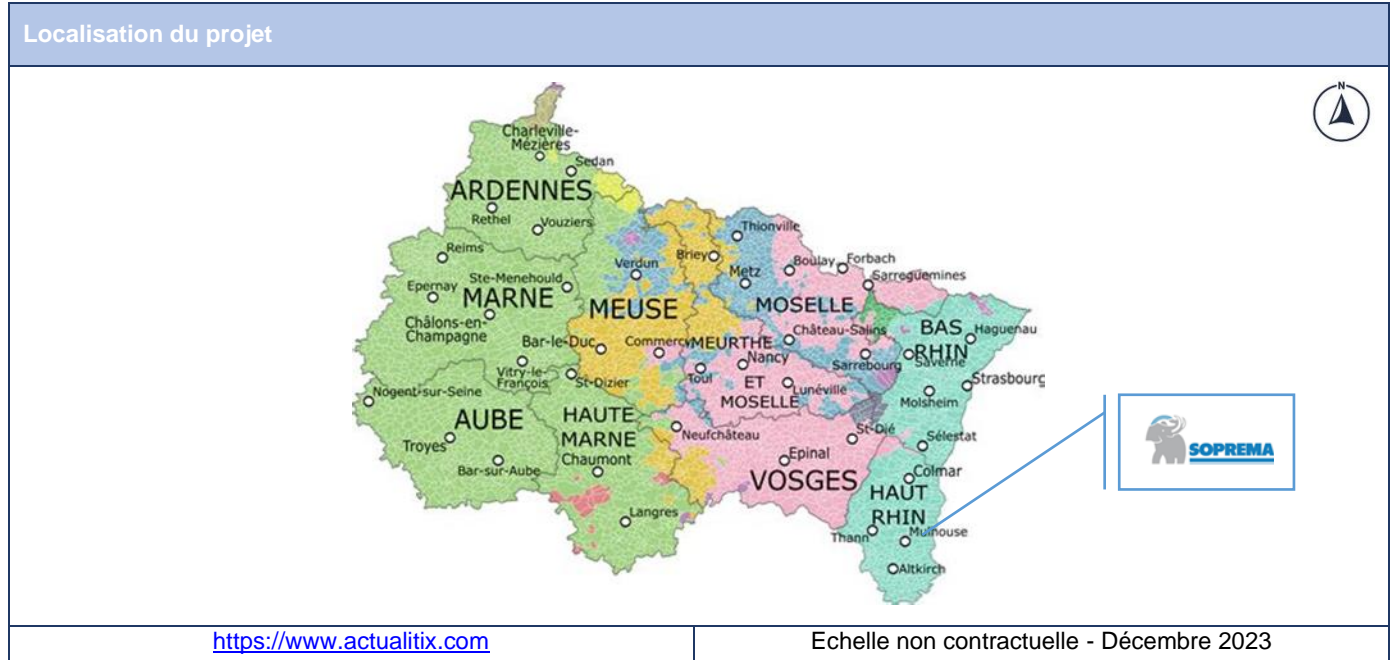 Localisation du projet
N
Charleville-
Mézières
Sedan
ARDENNES
Rethel
Vouziers
Thionville
Reims
Briey
Boulay
Forbach
Verdun
Metz
Sarreguemines
Ste-Menehould
Epernay
MARNE
MEUSE
MOSELLE
Châlons-en-
Champagne
Château-Salins
BAS
RHIN
Haguenau
Bar-le-Duc
Commercy
MEURTHE
Nancy
Saverne
Vitry-le-
François
St-Dizier
Toul
ET
MOSELLE
Sarrebourg
Lunéville
Strasbourg
Nogent-sur-Seine
Molsheim
AUBE
HAUTE
MARNE
Neufchâteau
St-Dié
Sélestat
SOPREMA
Troyes
Chaumont
Epinal
Bar-sur-Aube
VOSGES
Colmar
HAUT
RHIN
Langres
Thann
Mulhouse
Altkirch
https://www.actualitix.com
Echelle non contractuelle - Décembre 2023